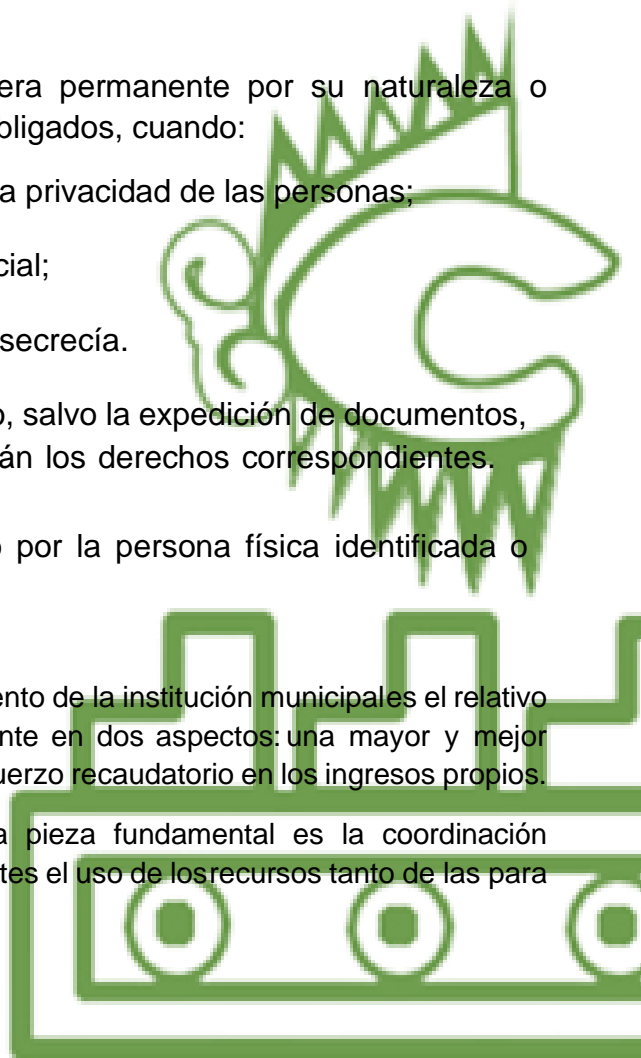 era permanente por su naturaleza o
bligados, cuando:
a privacidad de las personas;
cial;
secrecía.
o, salvo la expedición de documentos,
án los derechos correspondientes.
o por la persona física identificada o
ento de la institución municipales el relativo
nte en dos aspectos: una mayor y mejor
uerzo recaudatorio en los ingresos propios.
a pieza fundamental es la coordinación
tes el uso de losrecursos tanto de las para